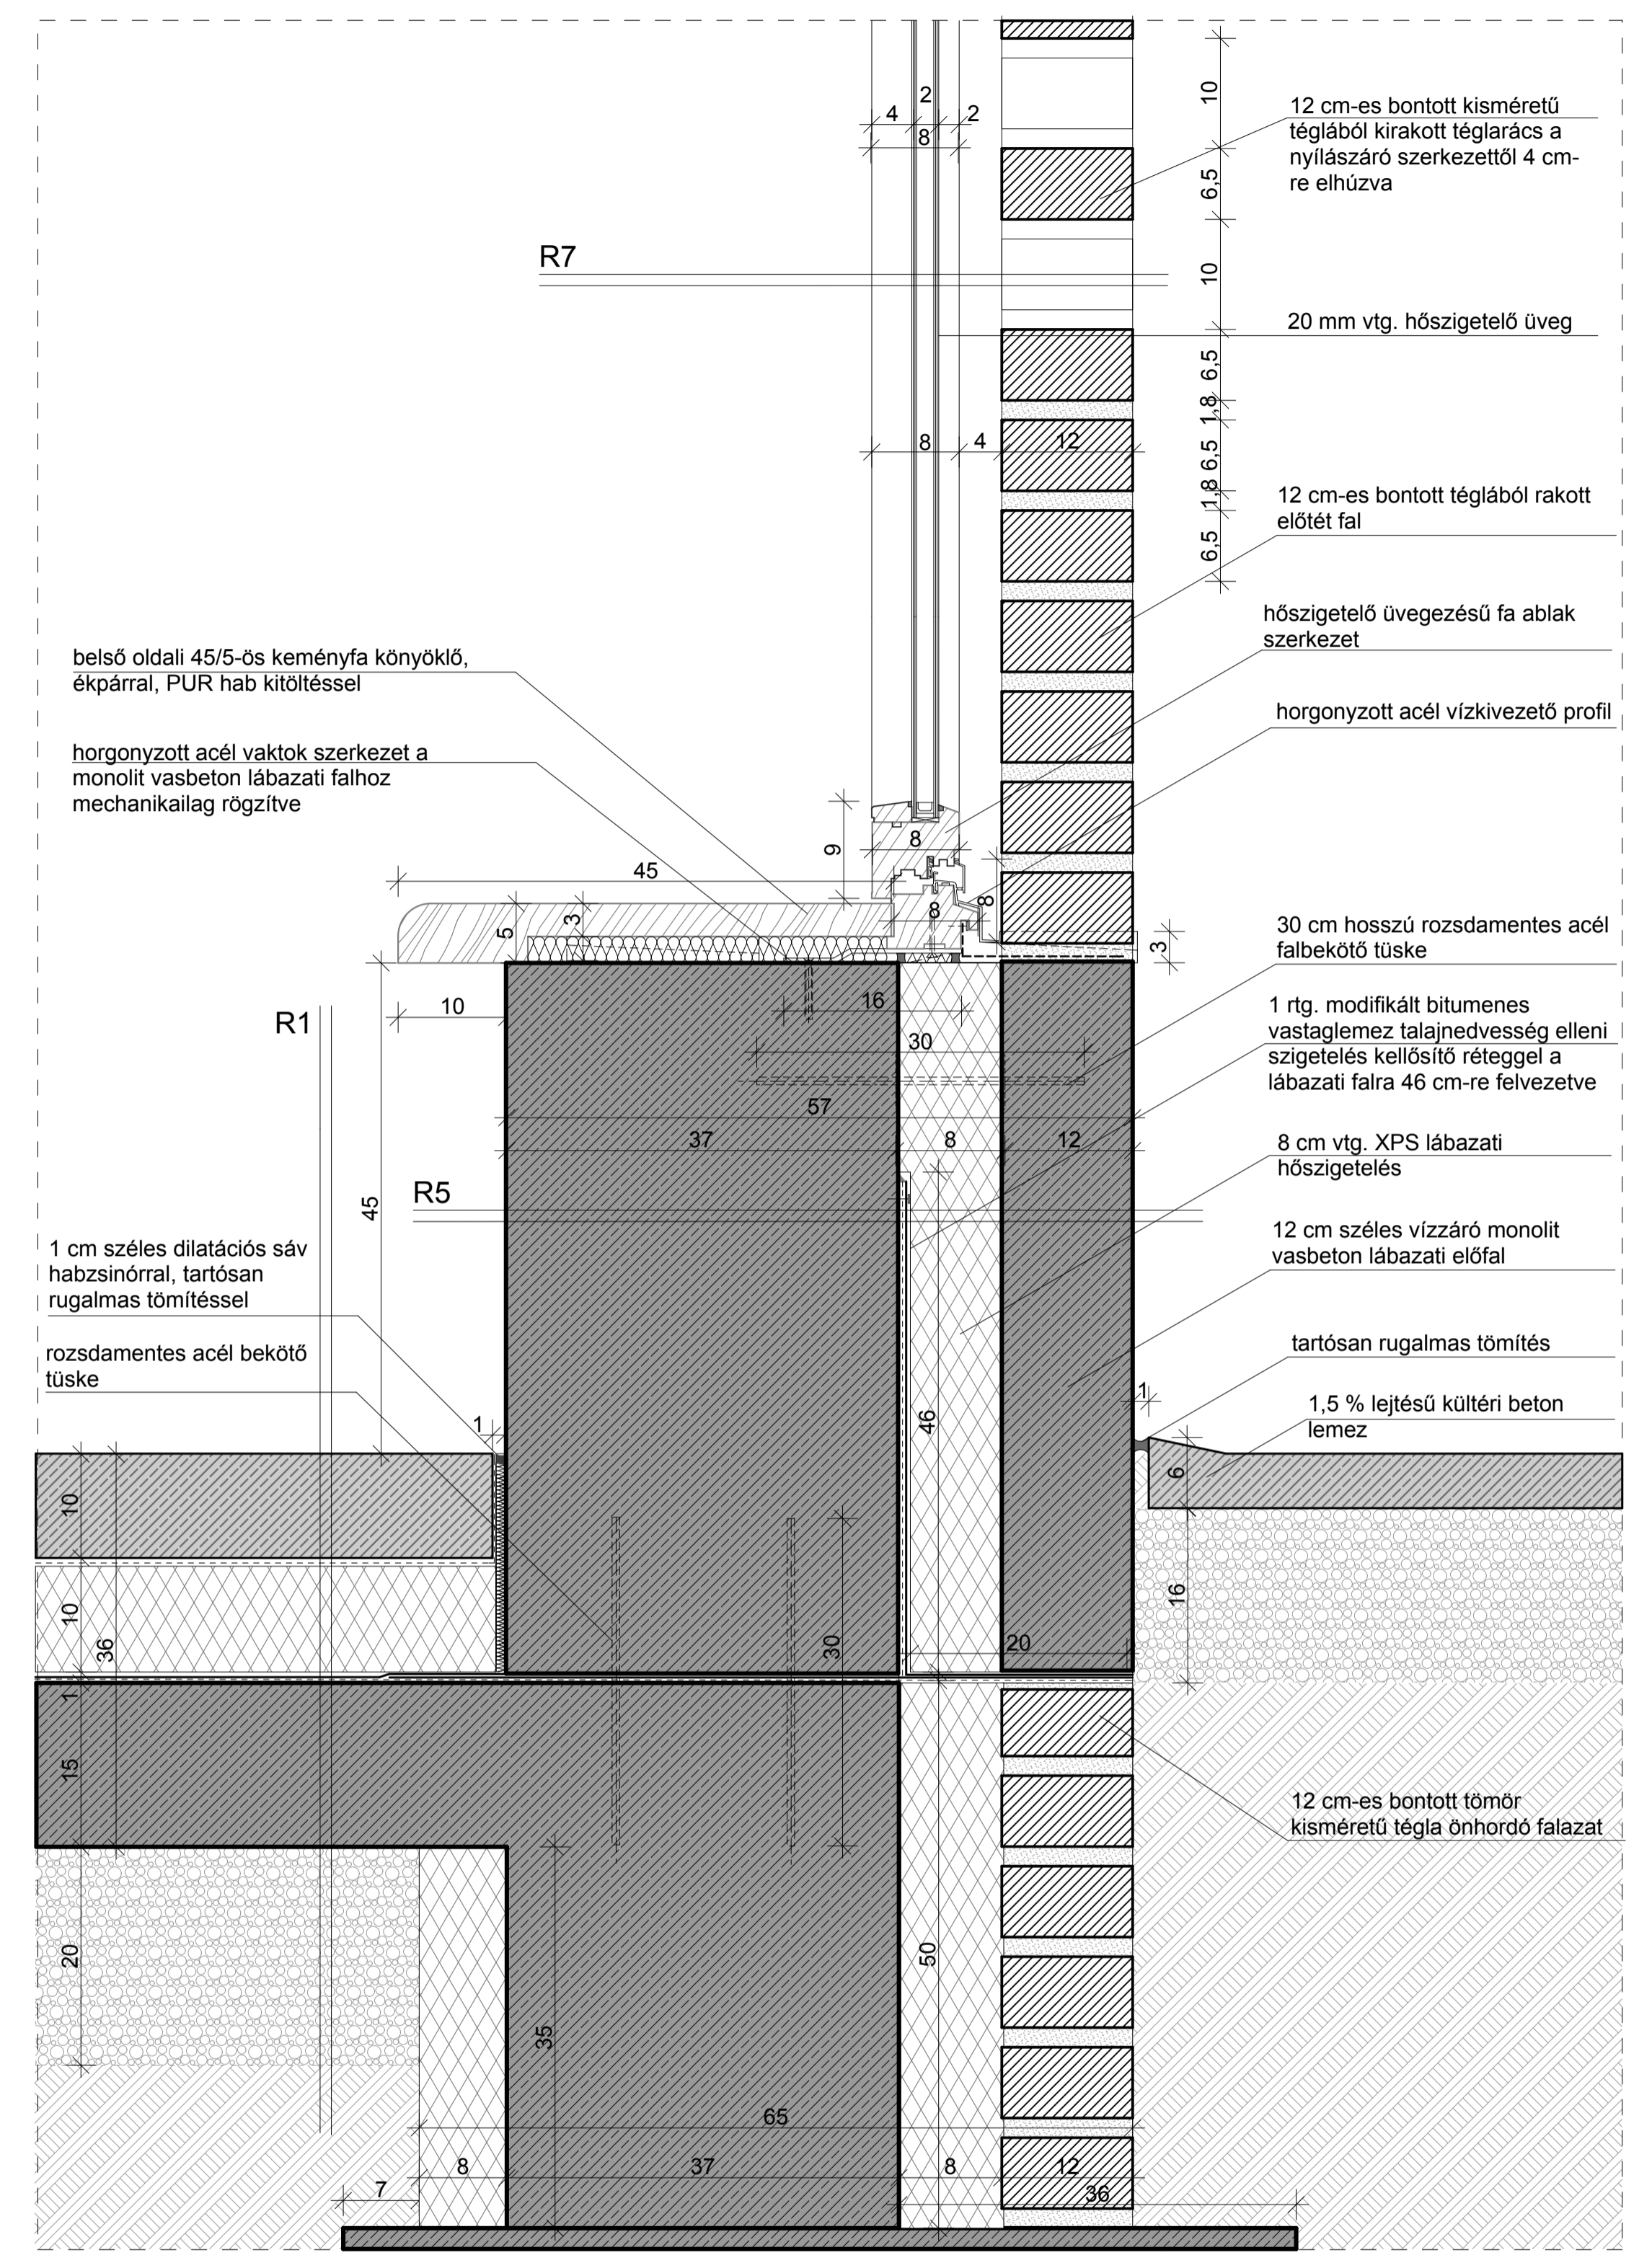 10
2
4
2
8
12 cm-es bontott kisméretű
téglából kirakott téglarács a
nyílászáró szerkezettől 4 cm-
re elhúzva
6,5
R7
10
20 mm vtg. hőszigetelő üveg
6,5
1,8
8
4
12
6,5
1,8
12 cm-es bontott téglából rakott
előtét fal
6,5
hőszigetelő üvegezésű fa ablak
szerkezet
belső oldali 45/5-ös keményfa könyöklő,
ékpárral, PUR hab kitöltéssel
horgonyzott acél vízkivezető profil
horgonyzott acél vaktok szerkezet a
monolit vasbeton lábazati falhoz
mechanikailag rögzítve
9
8
45
8
8
5
3
3
30 cm hosszú rozsdamentes acél
falbekötő tüske
10
16
R1
1 rtg. modifikált bitumenes
vastaglemez talajnedvesség elleni
szigetelés kellősítő réteggel a
lábazati falra 46 cm-re felvezetve
30
57
37
8
12
8 cm vtg. XPS lábazati
hőszigetelés
R5
45
12 cm széles vízzáró monolit
vasbeton lábazati előfal
1 cm széles dilatációs sáv
habzsinórral, tartósan
rugalmas tömítéssel
tartósan rugalmas tömítés
rozsdamentes acél bekötő
tüske
1
1,5 % lejtésű kültéri beton
lemez
1
46
6
10
16
10
36
30
20
1
15
12 cm-es bontott tömör
kisméretű tégla önhordó falazat
20
50
35
65
8
37
8
12
7
36